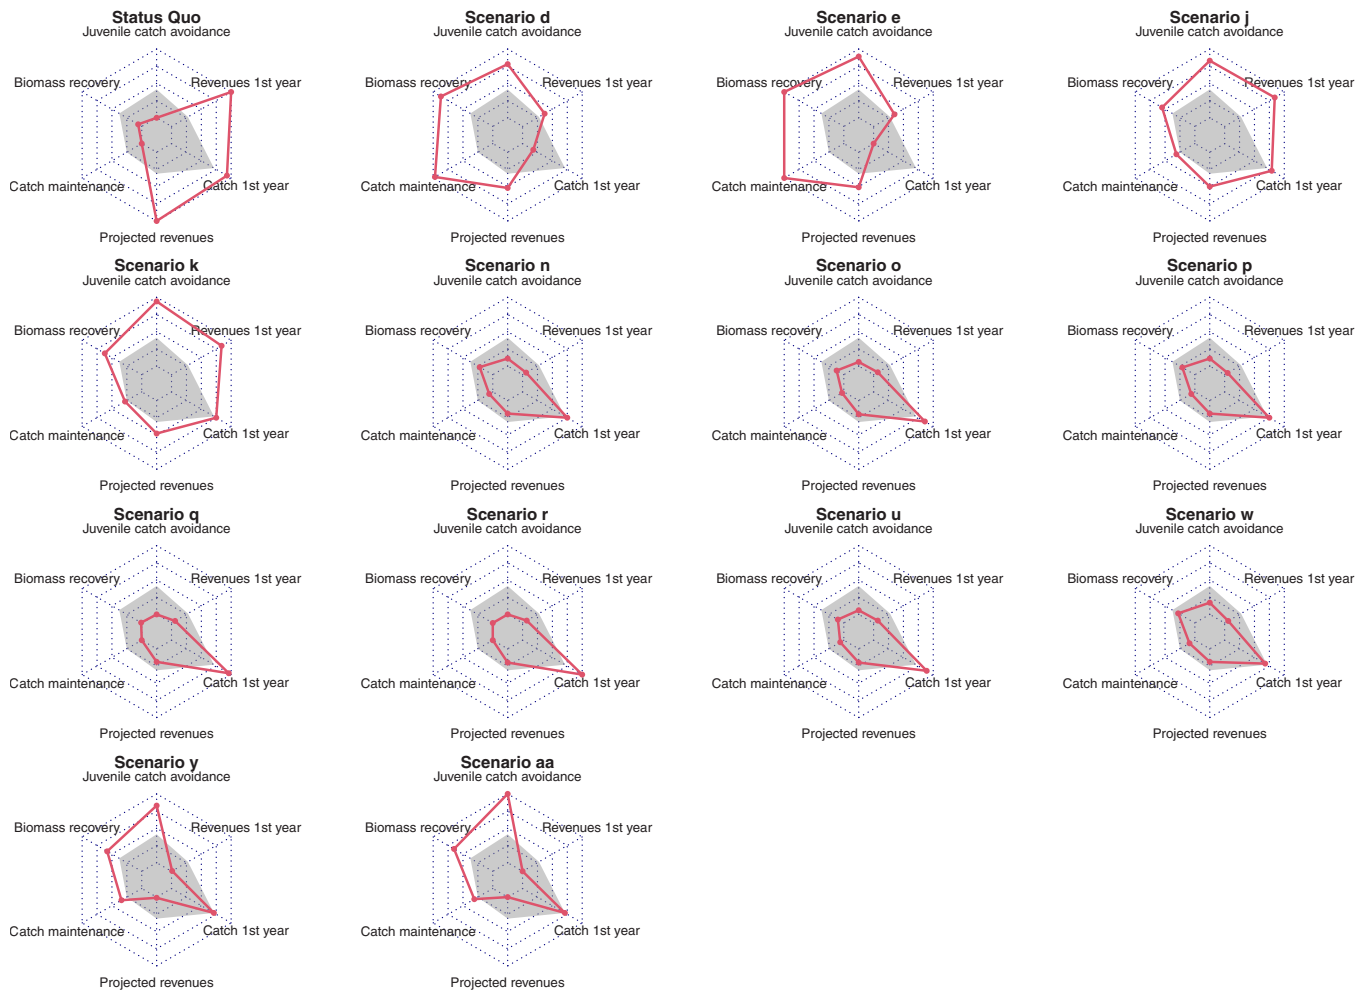 Status Quo
Juvenile catch avoidance
Biomass recovery
Revenues 1st year
Catch maintenance
Catch 1st year
Projected revenues
Scenario d
Juvenile catch avoidance
Biomass recovery
Revenues 1st year
Catch maintenance
Catch 1st year
Projected revenues
Scenario e
Juvenile catch avoidance
Biomass recovery
Revenues 1st year
Catch maintenance
Catch 1st year
Projected revenues
Scenario j
Juvenile catch avoidance
Biomass recovery
Revenues 1st year
Catch maintenance
Catch 1st year
Projected revenues
Scenario k
Juvenile catch avoidance
Biomass recovery
Revenues 1st year
Catch maintenance
Catch 1st year
Projected revenues
Scenario n
Juvenile catch avoidance
Biomass recovery
Revenues 1st year
Catch maintenance
Catch 1st year
Projected revenues
Scenario o
Juvenile catch avoidance
Biomass recovery
Revenues 1st year
Catch maintenance
Catch 1st year
Projected revenues
Scenario p
Juvenile catch avoidance
Biomass recovery
Revenues 1st year
Catch maintenance
Catch 1st year
Projected revenues
Scenario q
Juvenile catch avoidance
Biomass recovery
Revenues 1st year
Catch maintenance
Catch 1st year
Projected revenues
Scenario r
Juvenile catch avoidance
Biomass recovery
Revenues 1st year
Catch maintenance
Catch 1st year
Projected revenues
Scenario u
Juvenile catch avoidance
Biomass recovery
Revenues 1st year
Catch maintenance
Catch 1st year
Projected revenues
Scenario w
Juvenile catch avoidance
Biomass recovery
Revenues 1st year
Catch maintenance
Catch 1st year
Projected revenues
Scenario y
Juvenile catch avoidance
Biomass recovery
Revenues 1st year
Catch maintenance
Catch 1st year
Projected revenues
Scenario aa
Juvenile catch avoidance
Biomass recovery
Revenues 1st year
Catch maintenance
Catch 1st year
Projected revenues